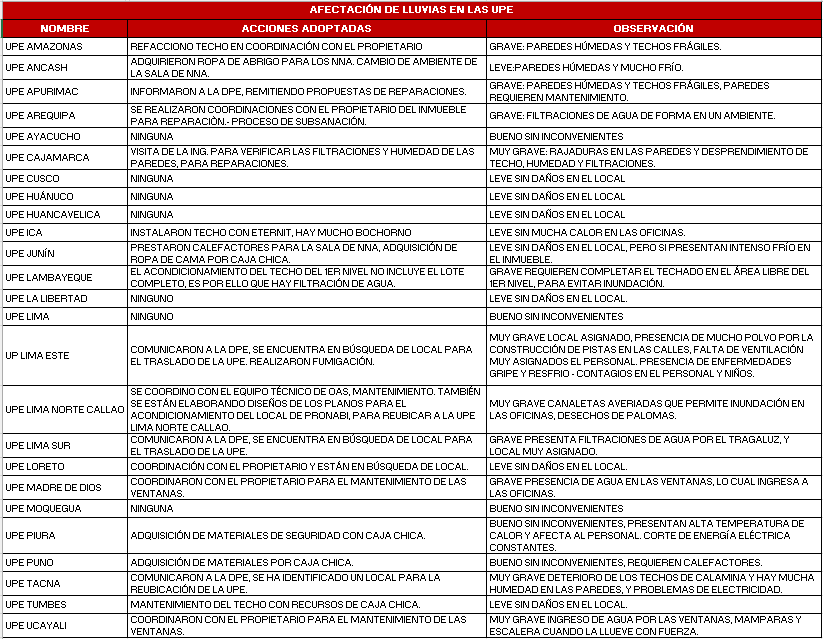 AFECTACIÓN DE LLUVIAS EN LAS UPE
NOMBRE
ACCIONES ADOPTADAS
OBSERVACIÓN
UPE AMAZONAS
REFACCIONO TECHO EN COORDINACIÓN CON EL PROPIETARIO
GRAVE: PAREDES HÚMEDAS Y TECHOS FRÁGILES.
UPE ANCASH
ADQUIRIERON ROPA DE ABRIGO PARA LOS NNA. CAMBIO DE AMBIENTE DE
LA SALA DE NNA.
LEVE:PAREDES HÚMEDAS Y MUCHO FRÍO.
UPE APURIMAC
INFORMARON A LA DPE, REMITIENDO PROPUESTAS DE REPARACIONES.
GRAVE: PAREDES HÚMEDAS Y TECHOS FRÁGILES, PAREDES
REQUIEREN MANTENIMIENTO.
UPE AREQUIPA
SE REALIZARON COORDINACIONES CON EL PROPIETARIO DEL INMUEBLE
PARA REPARACIÓN.- PROCESO DE SUBSANACIÓN.
GRAVE: FILTRACIONES DE AGUA DE FORMA EN UN AMBIENTE.
UPE AYACUCHO
NINGUNA
BUENO SIN INCONVENIENTES
UPE CAJAMARCA
VISITA DE LA ING. PARA VERIFICAR LAS FILTRACIONES Y HUMEDAD DE LAS
PAREDES, PARA REPARACIONES.
MUY GRAVE: RAJADURAS EN LAS PAREDES Y DESPRENDIMIENTO DE
TECHO, HUMEDAD Y FILTRACIONES.
UPE CUSCO
NINGUNA
LEVE SIN DAÑOS EN EL LOCAL
UPE HUÁNUCO
NINGUNA
LEVE SIN DAÑOS EN EL LOCAL
UPE HUANCAVELICA
NINGUNA
LEVE SIN DAÑOS EN EL LOCAL
UPE ICA
INSTALARON TECHO CON ETERNIT, HAY MUCHO BOCHORNO
LEVE SIN MUCHA CALOR EN LAS OFICINAS.
UPE JUNÍN
PRESTARON CALEFACTORES PARA LA SALA DE NNA, ADQUISICIÓN DE
ROPA DE CAMA POR CAJA CHICA.
LEVE SIN DAÑOS EN EL LOCAL, PERO SI PRESENTAN INTENSO FRÍO EN
EL INMUEBLE.
UPE LAMBAYEQUE
EL ACONDICIONAMIENTO DEL TECHO DEL 1ER NIVEL NO INCLUYE EL LOTE
COMPLETO, ES POR ELLO QUE HAY FILTRACIÓN DE AGUA.
GRAVE REQUIEREN COMPLETAR EL TECHADO EN EL ÁREA LIBRE DEL
1ER NIVEL, PARA EVITAR INUNDACIÓN.
UPE LA LIBERTAD
NINGUNO
LEVE SIN DAÑOS EN EL LOCAL.
UPE LIMA
NINGUNO
BUENO SIN INCONVENIENTES
UP LIMA ESTE
COMUNICARON A LA DPE, SE ENCUENTRA EN BÚSQUEDA DE LOCAL PARA
EL TRASLADO DE LA UPE. REALIZARON FUMIGACIÓN.
MUY GRAVE LOCAL ASIGNADO, PRESENCIA DE MUCHO POLVO POR LA
CONSTRUCCIÓN DE PISTAS EN LAS CALLES, FALTA DE VENTILACIÓN
MUY ASIGNADOS EL PERSONAL. PRESENCIA DE ENFERMEDADES
GRIPE Y RESFRIO - CONTAGIOS EN EL PERSONAL Y NIÑOS.
UPE LIMA NORTE CALLAO
SE COORDINO CON EL EQUIPO TÉCNICO DE OAS, MANTENIMIENTO. TAMBIÉN
SE ESTÁN ELABORANDO DISEÑOS DE LOS PLANOS PARA EL
ACONDICIONAMIENTO DEL LOCAL DE PRONABI, PARA REUBICAR A LA UPE
LIMA NORTE CALLAO.
MUY GRAVE CANALETAS AVERIADAS QUE PERMITE INUNDACIÓN EN
LAS OFICINAS, DESECHOS DE PALOMAS.
UPE LIMA SUR
COMUNICARON A LA DPE, SE ENCUENTRA EN BÚSQUEDA DE LOCAL PARA
EL TRASLADO DE LA UPE.
GRAVE PRESENTA FILTRACIONES DE AGUA POR EL TRAGALUZ, Y
LOCAL MUY ASIGNADO.
UPE LORETO
COORDINACIÓN CON EL PROPIETARIO Y ESTÁN EN BÚSQUEDA DE LOCAL.
LEVE SIN DAÑOS EN EL LOCAL.
UPE MADRE DE DIOS
COORDINARON CON EL PROPIETARIO PARA EL MANTENIMIENTO DE LAS
VENTANAS.
GRAVE PRESENCIA DE AGUA EN LAS VENTANAS, LO CUAL INGRESA A
LAS OFICINAS.
UPE MOQUEGUA
NINGUNA
BUENO SIN INCONVENIENTES
UPE PIURA
ADQUISICIÓN DE MATERIALES DE SEGURIDAD CON CAJA CHICA.
BUENO SIN INCONVENIENTES, PRESENTAN ALTA TEMPERATURA DE
CALOR Y AFECTA AL PERSONAL. CORTE DE ENERGÍA ELÉCTRICA
CONSTANTES.
UPE PUNO
ADQUISICIÓN DE MATERIALES POR CAJA CHICA.
BUENO SIN INCONVENIENTES, REQUIEREN CALEFACTORES.
UPE TACNA
COMUNICARON A LA DPE, SE HA IDENTIFICADO UN LOCAL PARA LA
REUBICACIÓN DE LA UPE.
MUY GRAVE DETERIORO DE LOS TECHOS DE CALAMINA Y HAY MUCHA
HUMEDAD EN LAS PAREDES, Y PROBLEMAS DE ELECTRICIDAD.
UPE TUMBES
MANTENIMIENTO DEL TECHO CON RECURSOS DE CAJA CHICA.
LEVE SIN DAÑOS EN EL LOCAL.
UPE UCAYALI
COORDINARON CON EL PROPIETARIO PARA EL MANTENIMIENTO DE LAS
VENTANAS.
MUY GRAVE INGRESO DE AGUA POR LAS VENTANAS, MAMPARAS Y
ESCALERA CUANDO LA LLUEVE CON FUERZA.